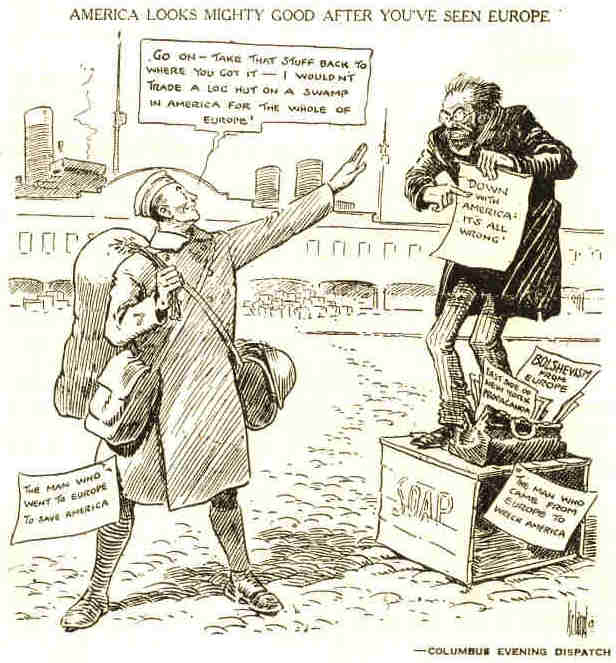 AMERICA LOOKS MIGHTY GOOD AFTER YOU'VE SEEN EUROPE
GO ON — TAKE THAT STUFF BACK TO
WHERE YOU GOT IT — I WOULDN'T
TRADE A LOG HUT ON A SWAMP
IN AMERICA FOR THE WHOLE OF
EUROPE!
DOWN
WITH
AMERICA:
IT'S ALL
WRONG!
BOLSHEVISM
FROM
EUROPE
EAST SIDE OF
NEW YORK
PROPAGANDA
SOAP
THE MAN WHO
CAME FROM
EUROPE TO
WRECK AMERICA
THE MAN WHO
WENT TO EUROPE
TO SAVE AMERICA
—COLUMBUS EVENING DISPATCH